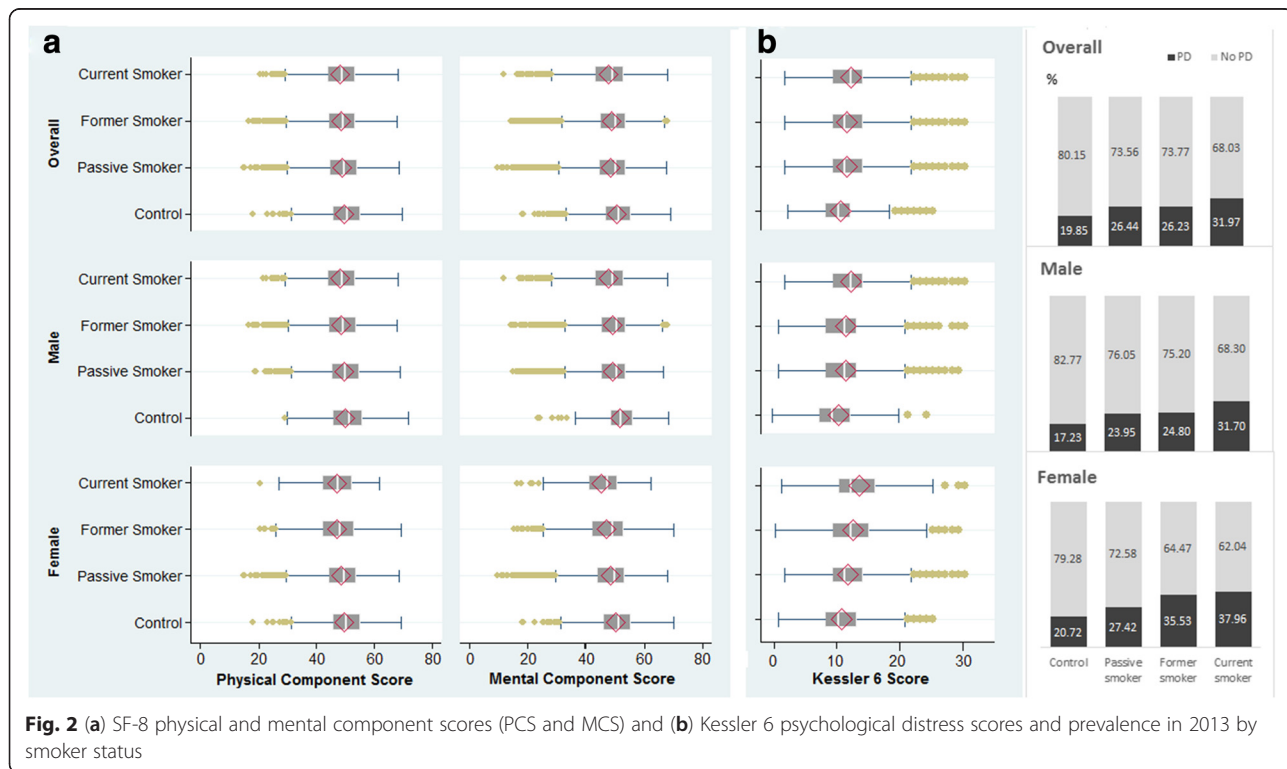 a
b
Overall
Current Smoker
Former Smoker
Passive Smoker
Control
Male
Current Smoker
Former Smoker
Passive Smoker
Control
Female
Current Smoker
Former Smoker
Passive Smoker
Control
0 20 40 60 80
Physical Component Score
0 20 40 60 80
Mental Component Score
0 10 20 30
Kessler 6 Score
Overall
PD No PD
%
80.15 73.56 73.77 68.03
19.85 26.44 26.23 31.97
Male
82.77 76.05 75.20 68.30
17.23 23.95 24.80 31.70
Female
79.28 72.58 64.47 62.04
20.72 27.42 35.53 37.96
Control Passive smoker Former smoker Current smoker
Fig. 2 (a) SF-8 physical and mental component scores (PCS and MCS) and (b) Kessler 6 psychological distress scores and prevalence in 2013 by
smoker status